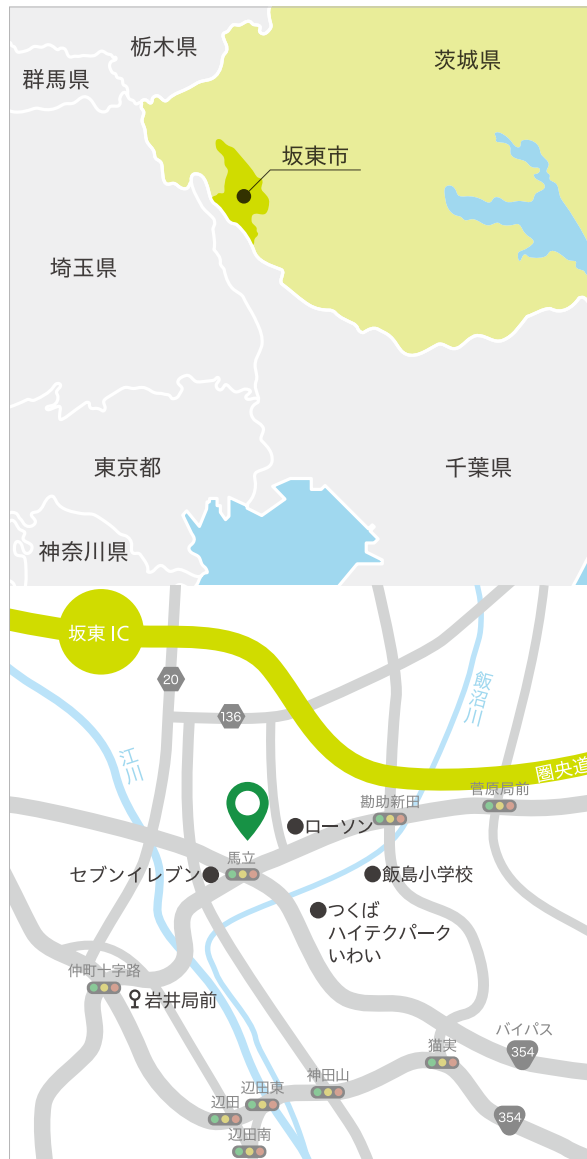 栃木県
茨城県
群馬県
坂東市
埼玉県
東京都
千葉県
神奈川県
坂東 IC
20
飯沼川
136
江川
圏央道
菅原局前
勘助新田
ローソン
馬立
セブンイレブン
飯島小学校
つくば
ハイテクパーク
いわい
仲町十字路
岩井局前
バイパス
猫実
354
神田山
辺田東
辺田
354
辺田南